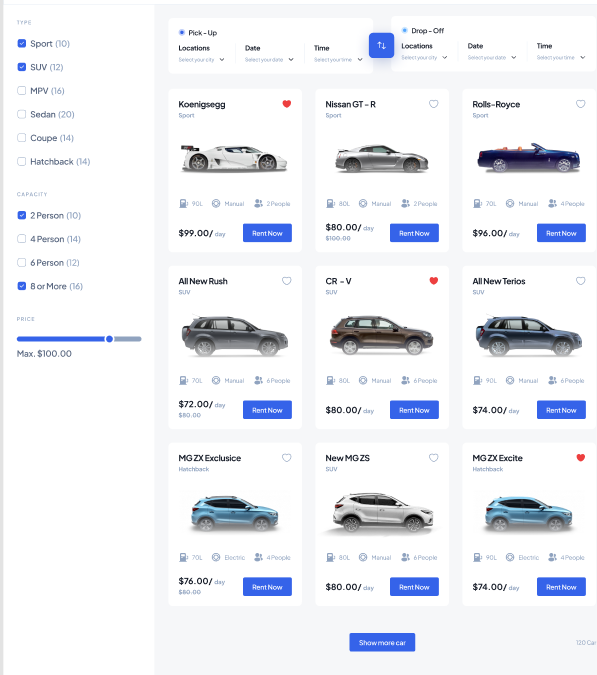 TYPE
Sport (10)
SUV (12)
MPV (16)
Sedan (20)
Coupe (14)
Hatchback (14)
CAPACITY
2 Person (10)
4 Person (14)
6 Person (12)
8 or More (16)
PRICE
Max. $100.00
Pick - Up
Locations Date Time
Select your city Select your date Select your time
Drop - Off
Locations Date Time
Select your city Select your date Select your time
Koenigsegg
Sport
90L Manual 2 People
$99.00/ day Rent Now
Nissan GT - R
Sport
80L Manual 2 People
$80.00/ day Rent Now
$100.00
Rolls-Royce
Sport
70L Manual 4 People
$96.00/ day Rent Now
All New Rush
SUV
70L Manual 6 People
$72.00/ day Rent Now
$80.00
CR - V
SUV
80L Manual 6 People
$80.00/ day Rent Now
All New Terios
SUV
90L Manual 6 People
$74.00/ day Rent Now
MG ZX Exclusice
Hatchback
70L Electric 4 People
$76.00/ day Rent Now
$80.00
New MG ZS
SUV
80L Manual 6 People
$80.00/ day Rent Now
MG ZX Excite
Hatchback
90L Electric 4 People
$74.00/ day Rent Now
Show more car
120 Car